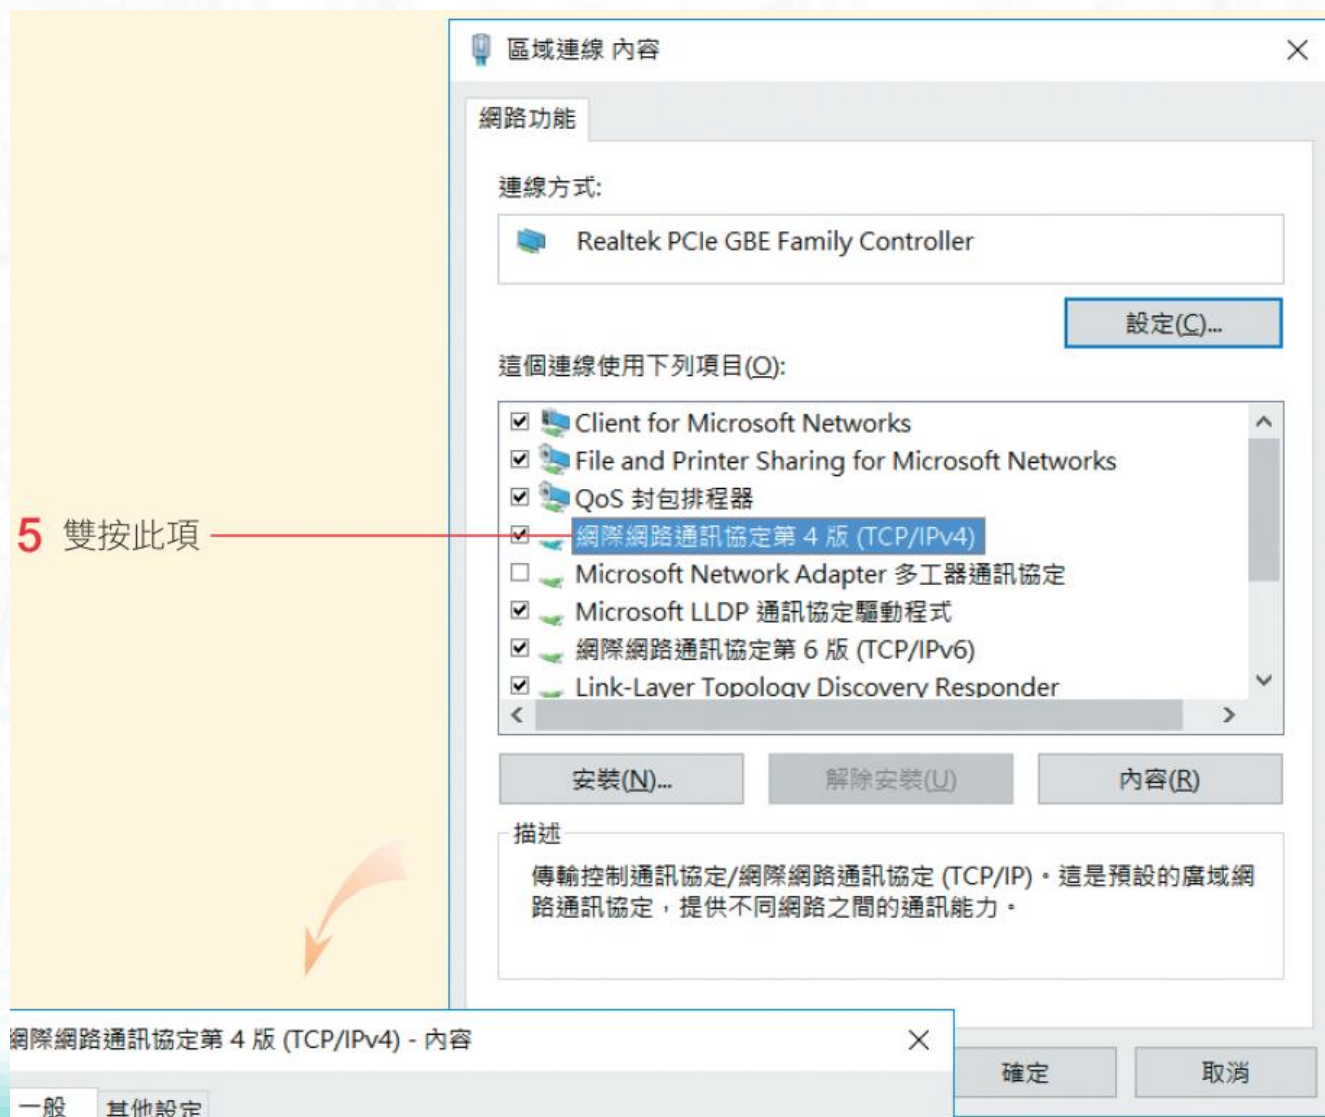 區域連線 內容
網路功能
連線方式:
Realtek PCIe GBE Family Controller
設定(C)...
這個連線使用下列項目(O):
Client for Microsoft Networks
File and Printer Sharing for Microsoft Networks
QoS 封包排程器
5 雙按此項
網際網路通訊協定第 4 版 (TCP/IPv4)
Microsoft Network Adapter 多工器通訊協定
Microsoft LLDP 通訊協定驅動程式
網際網路通訊協定第 6 版 (TCP/IPv6)
Link-Layer Topology Discovery Responder
安裝(N)... 解除安裝(U) 內容(R)
描述
傳輸控制通訊協定/網際網路通訊協定 (TCP/IP)。這是預設的廣域網
路通訊協定，提供不同網路之間的通訊能力。
網際網路通訊協定第 4 版 (TCP/IPv4) - 內容
確定 取消
一般 其他設定